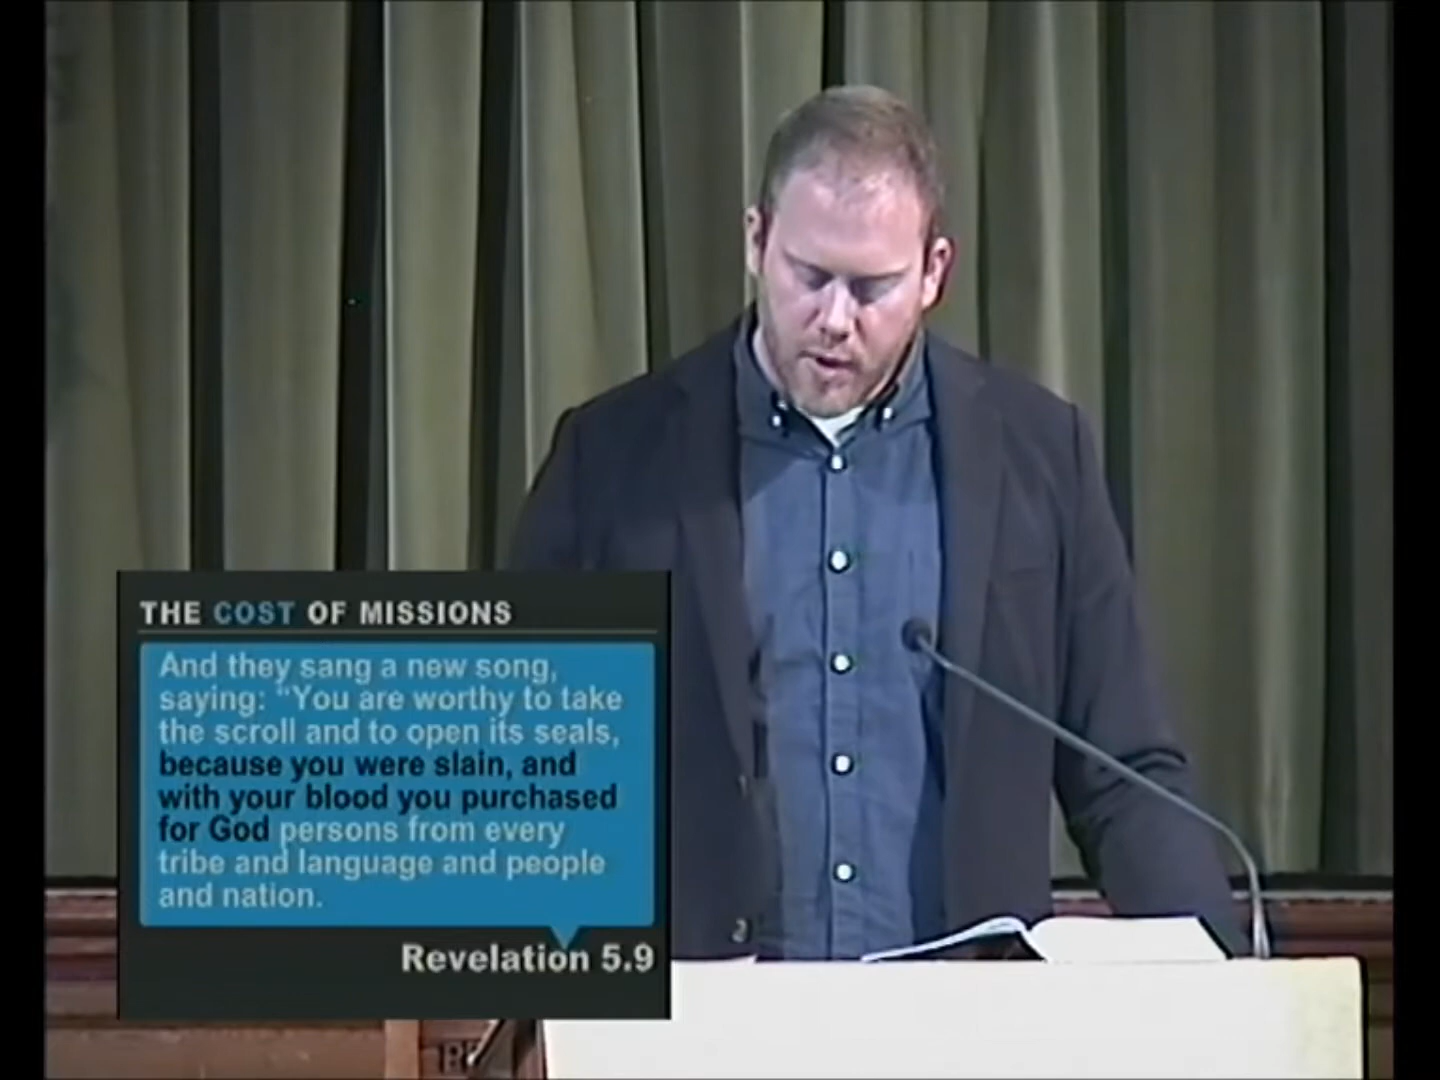 THE COST OF MISSIONS
And they sang a new song,
saying: “You are worthy to take
the scroll and to open its seals,
because you were slain, and
with your blood you purchased
for God persons from every
tribe and language and people
and nation.
Revelation 5.9